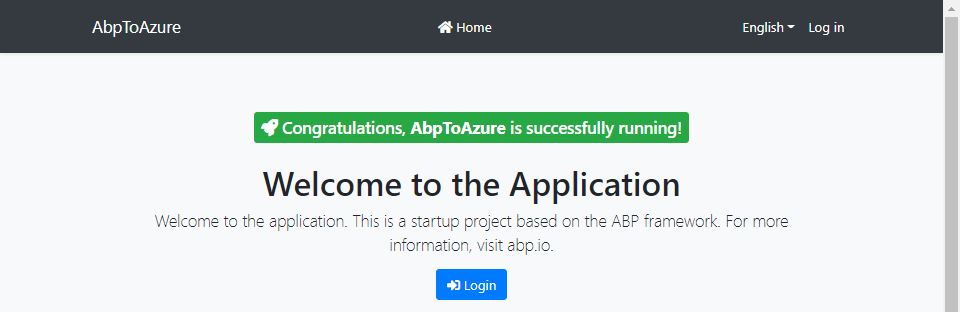 AbpToAzure Home English Log in
Congratulations, AbpToAzure is successfully running!
Welcome to the Application
Welcome to the application. This is a startup project based on the ABP framework. For more
information, visit abp.io.
Login